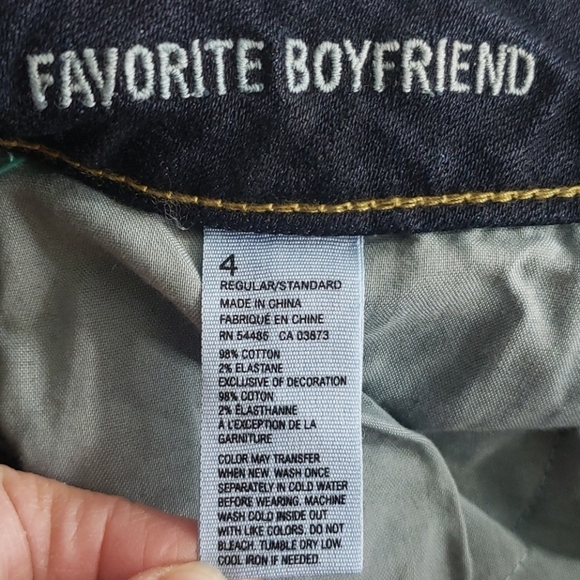 FAVORITE BOYFRIEND
4
REGULAR/STANDARD
MADE IN CHINA
FABRIQUÉ EN CHINE
RN 54485 CA 03873
98% COTTON
2% ELASTANE
EXCLUSIVE OF DECORATION
98% COTON
2% ÉLASTHANNE
À L'EXCEPTION DE LA
GARNITURE
COLOR MAY TRANSFER
WHEN NEW. WASH ONCE
SEPARATELY IN COLD WATER
BEFORE WEARING. MACHINE
WASH COLD INSIDE OUT
WITH LIKE COLORS. DO NOT
BLEACH. TUMBLE DRY LOW.
COOL IRON IF NEEDED.